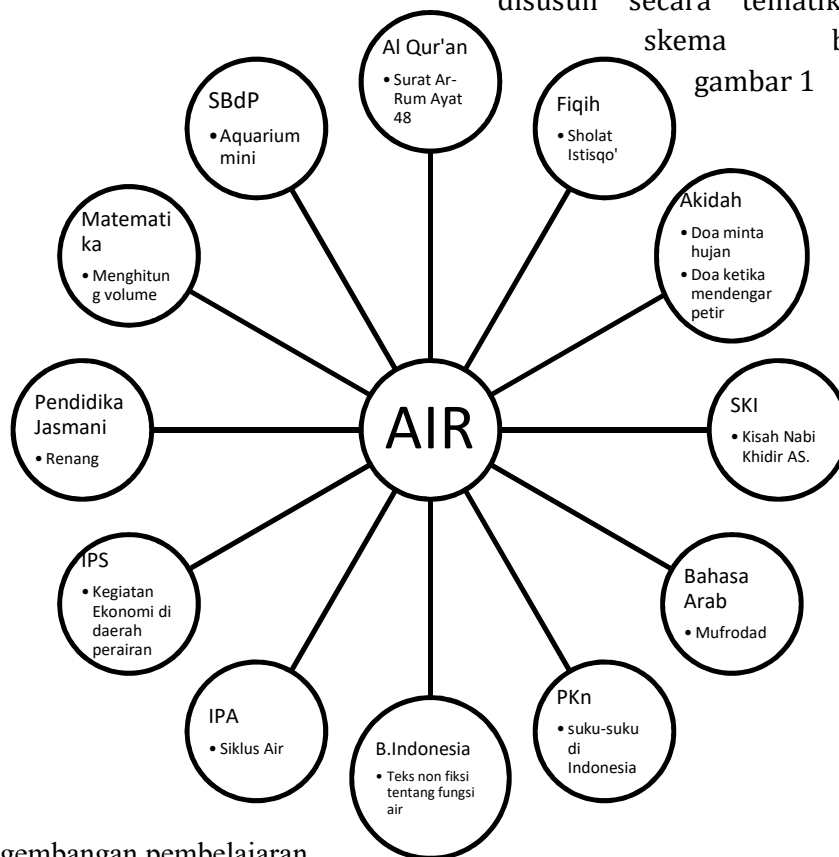 disusun secara tematik
skema
gambar 1
Al Qur'an
• Surat Ar-
Rum Ayat
48
Fiqih
• Sholat
Istisqo'
Akidah
• Doa minta
hujan
• Doa ketika
mendengar
petir
SKI
• Kisah Nabi
Khidir AS.
Bahasa
Arab
• Mufrodad
PKn
• suku-suku
di
Indonesia
B.Indonesia
• Teks non fiksi
tentang fungsi
air
IPA
• Siklus Air
IPS
• Kegiatan
Ekonomi di
daerah
perairan
Pendidika
Jasmani
• Renang
Matemati
ka
• Menghitun
g volume
SBdP
• Aquarium
mini
AIR
gembangan pembelajaran